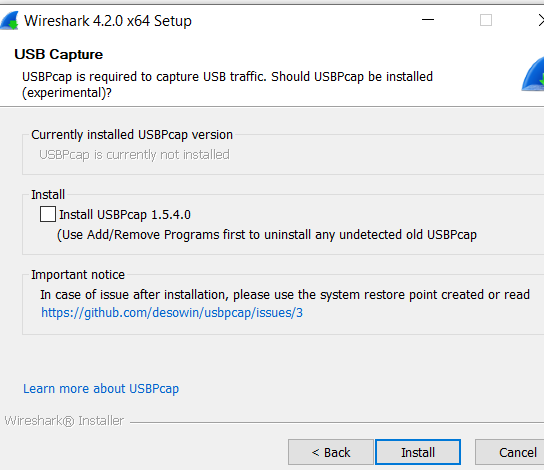 Wireshark 4.2.0 x64 Setup
USB Capture
USBPcap is required to capture USB traffic. Should USBPcap be installed
(experimental)?
Currently installed USBPcap version
USBPcap is currently not installed
Install
Install USBPcap 1.5.4.0
(Use Add/Remove Programs first to uninstall any undetected old USBPcap
Important notice
In case of issue after installation, please use the system restore point created or read
https://github.com/desowin/usbpcap/issues/3
Learn more about USBPcap
Wireshark® Installer
< Back
Install
Cancel